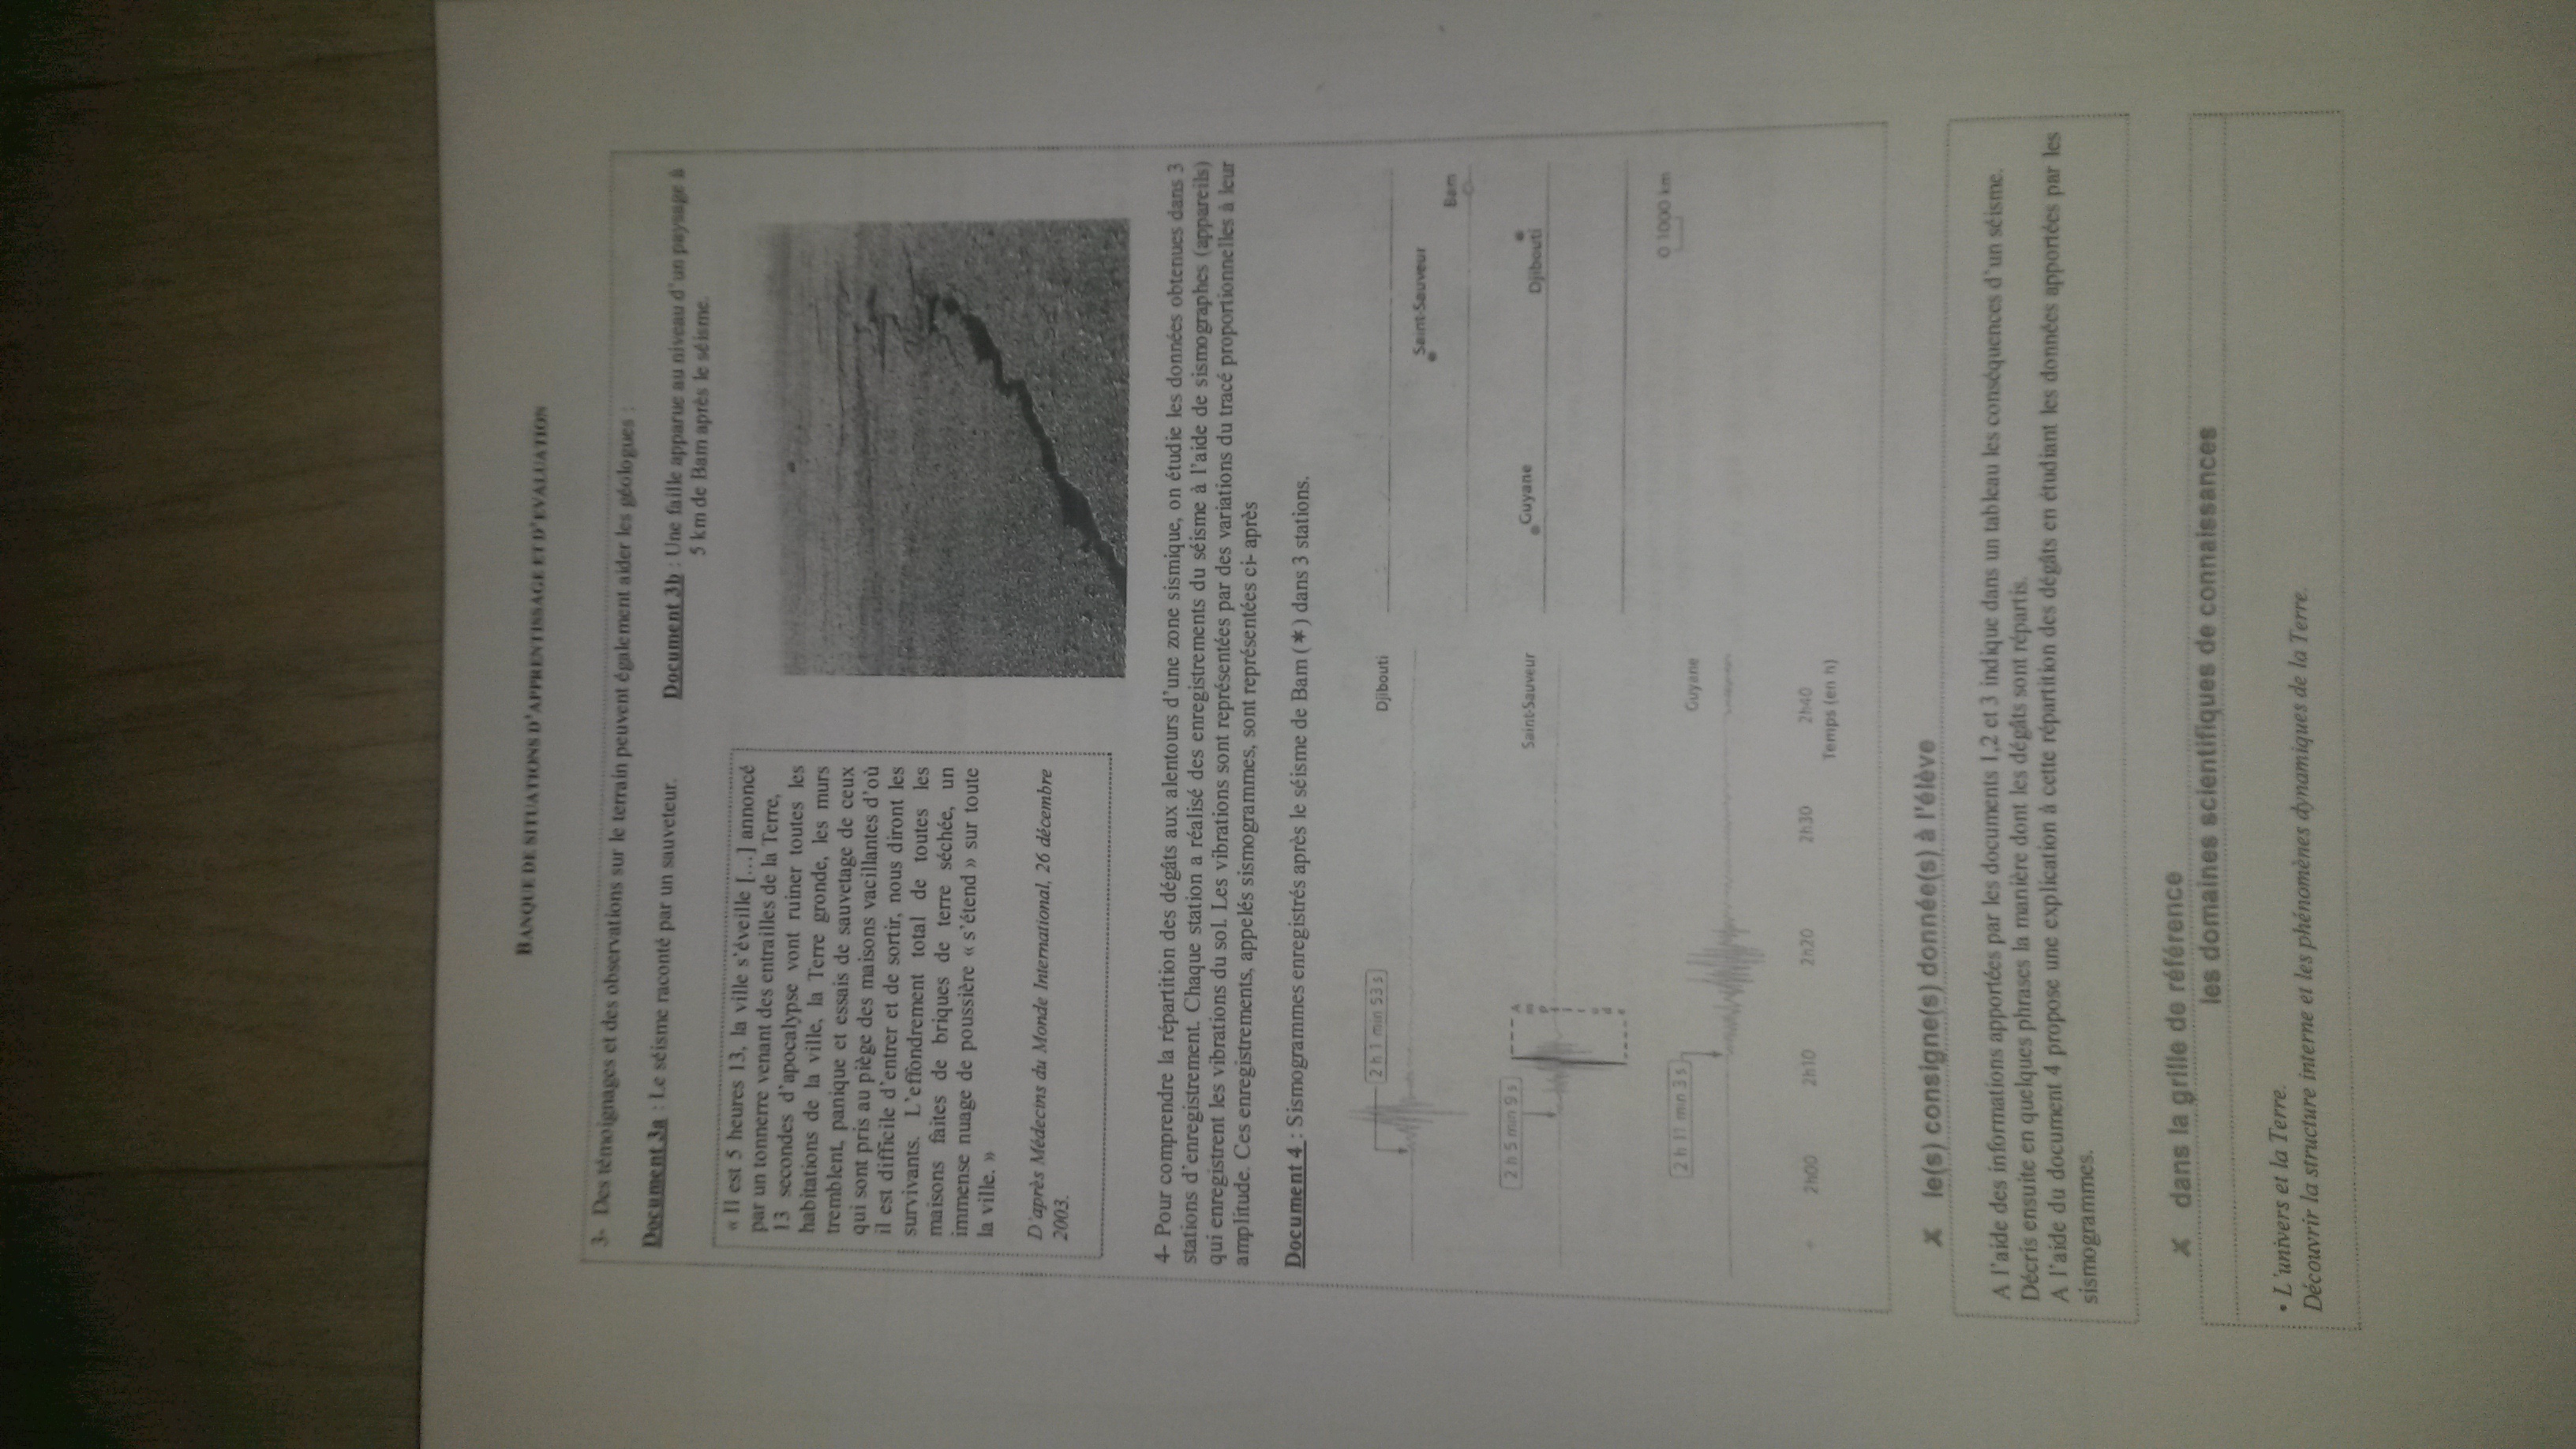 BANQUE DE SITUATIONS D'APPRENTISSAGE ET D'EVALUATION
3- Des témoignages et des observations sur le terrain peuvent également aider les géologues :
Document 3a : Le séisme raconté par un sauveteur.
« Il est 5 heures 13, la ville s'éveille [...] annoncé
par un tonnerre venant des entrailles de la Terre,
13 secondes d'apocalypse vont ruiner toutes les
habitations de la ville, la Terre gronde, les murs
tremblent, panique et essais de sauvetage de ceux
qui sont pris au piège des maisons vacillantes d'où
il est difficile d'entrer et de sortir, nous diront les
survivants. L'effondrement total de toutes les
maisons faites de briques de terre séchée, un
immense nuage de poussière « s'étend » sur toute
la ville. »
D'après Médecins du Monde International, 26 décembre
2003.
Document 3b : Une faille apparue au niveau d'un paysage à
5 km de Bam après le séisme.
4- Pour comprendre la répartition des dégâts aux alentours d'une zone sismique, on étudie les données obtenues dans 3
stations d'enregistrement. Chaque station a réalisé des enregistrements du séisme à l'aide de sismographes (appareils)
qui enregistrent les vibrations du sol. Les vibrations sont représentées par des variations du tracé proportionnelles à leur
amplitude. Ces enregistrements, appelés sismogrammes, sont représentées ci- après
Document 4 : Sismogrammes enregistrés après le séisme de Bam (*) dans 3 stations.
2 h 1 min 53 s
Djibouti
2 h 5 min 9 s
Amplitude
Saint-Sauveur
2 h 11 min 3 s
Guyane
2h00 2h10 2h20 2h30 2h40
Temps (en h)
Saint-Sauveur
Bam
Guyane
Djibouti
0 1000 km
x le(s) consigne(s) donnée(s) à l'élève
A l'aide des informations apportées par les documents 1,2 et 3 indique dans un tableau les conséquences d'un séisme.
Décris ensuite en quelques phrases la manière dont les dégâts sont répartis.
A l'aide du document 4 propose une explication à cette répartition des dégâts en étudiant les données apportées par les
sismogrammes.
x dans la grille de référence
les domaines scientifiques de connaissances
• L'univers et la Terre.
Découvrir la structure interne et les phénomènes dynamiques de la Terre.